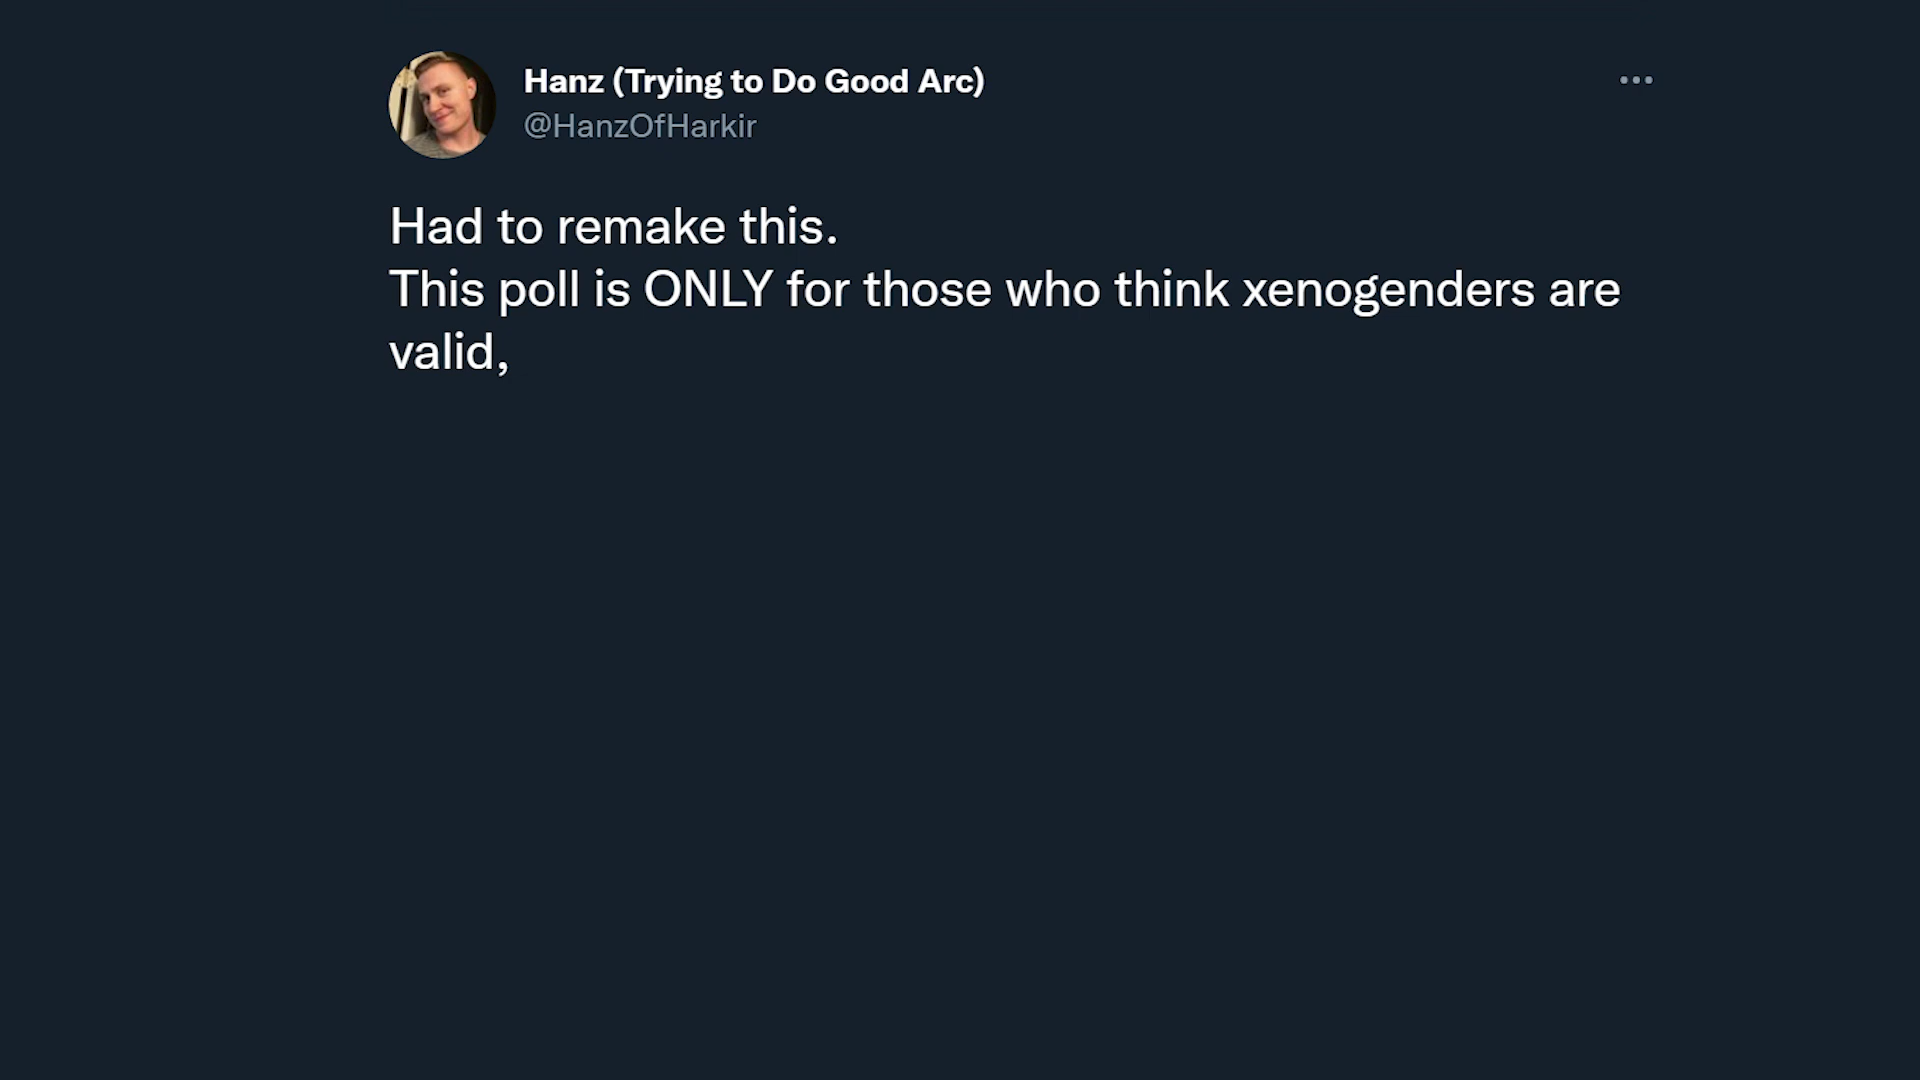 Hanz (Trying to Do Good Arc)
@HanzOfHarkir
Had to remake this.
This poll is ONLY for those who think xenogenders are
valid,